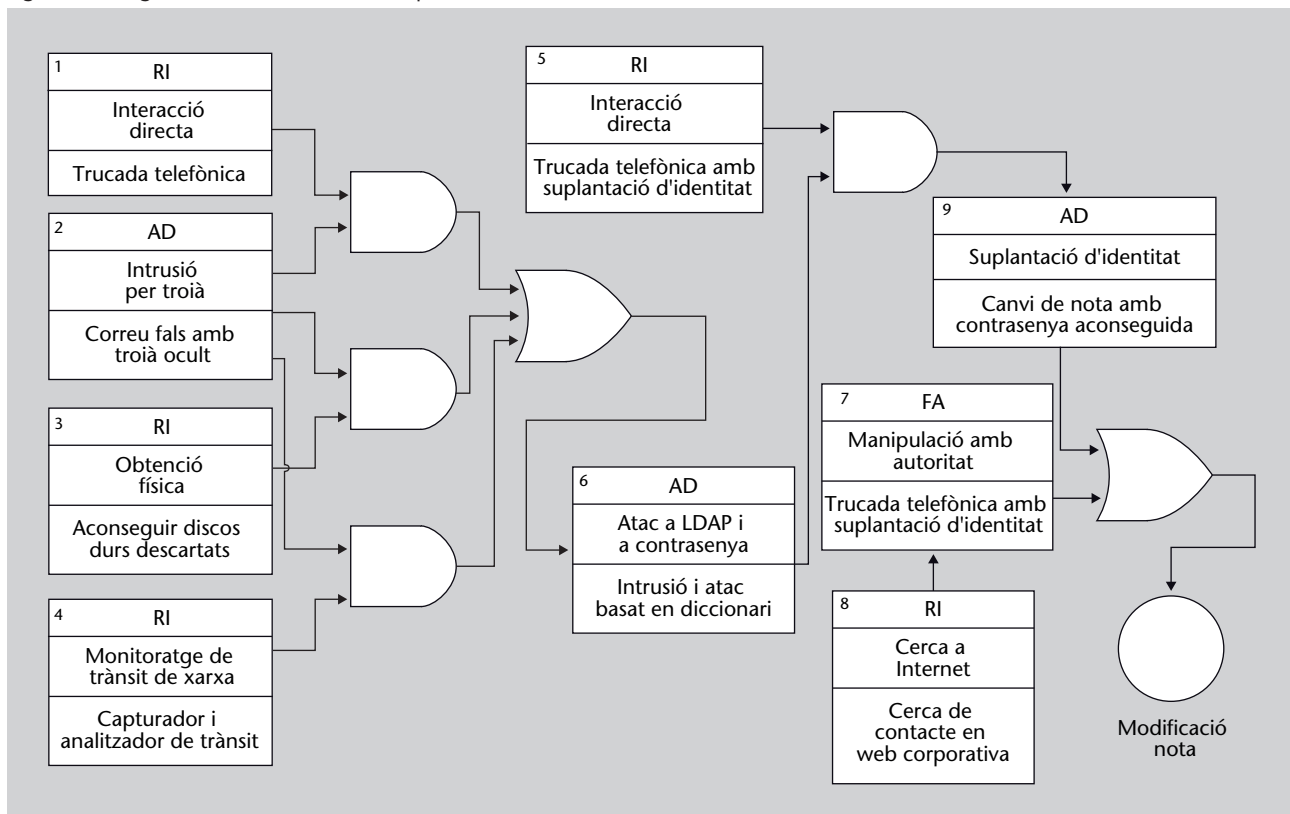 1
RI
Interacció
directa
Trucada telefònica
2
AD
Intrusió
per troià
Correu fals amb
troià ocult
3
RI
Obtenció
física
Aconseguir discos
durs descartats
4
RI
Monitoratge de
trànsit de xarxa
Capturador i
analitzador de trànsit
5
RI
Interacció
directa
Trucada telefònica amb
suplantació d'identitat
6
AD
Atac a LDAP i
a contrasenya
Intrusió i atac
basat en diccionari
9
AD
Suplantació d'identitat
Canvi de nota amb
contrasenya aconseguida
7
FA
Manipulació amb
autoritat
Trucada telefònica amb
suplantació d'identitat
8
RI
Cerca a
Internet
Cerca de
contacte en
web corporativa
Modificació
nota